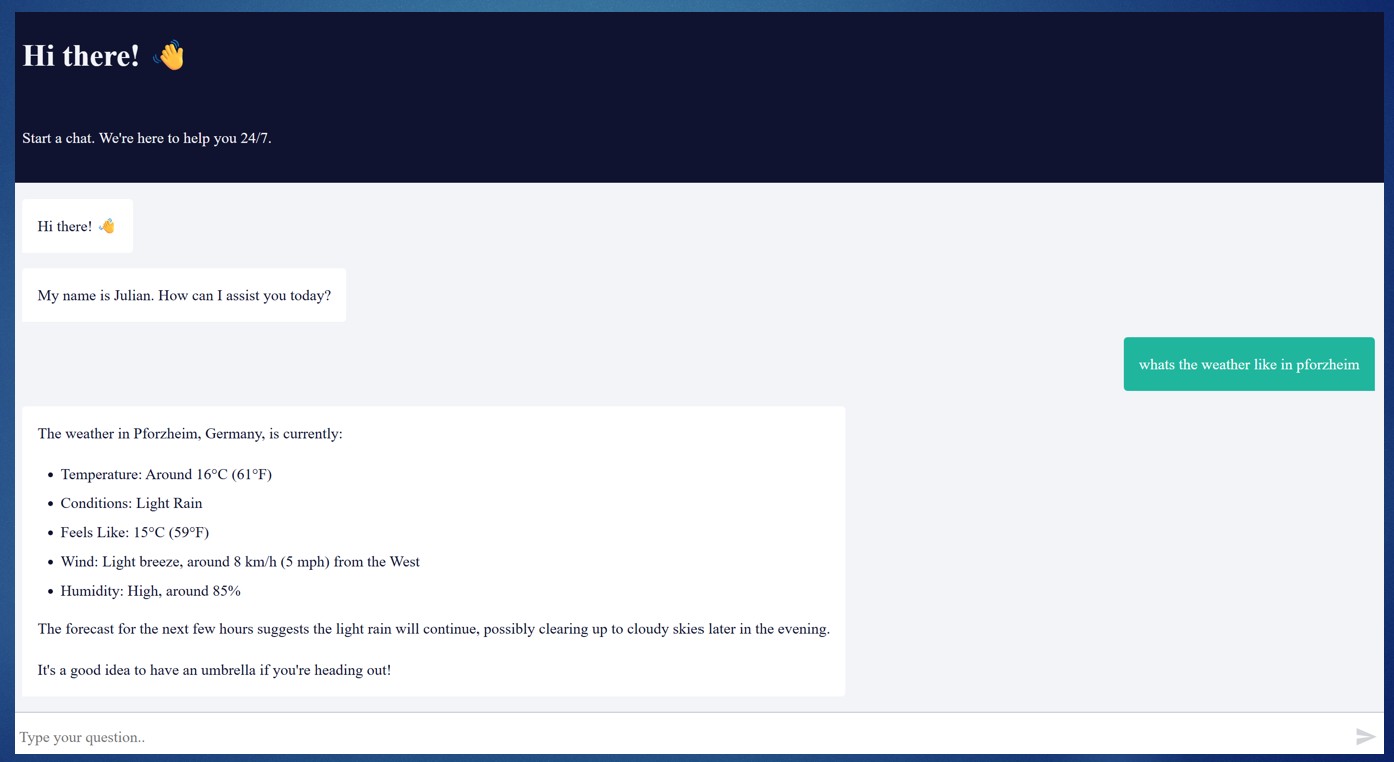 Hi there! 👋
Start a chat. We're here to help you 24/7.
Hi there! 👋
My name is Julian. How can I assist you today?
whats the weather like in pforzheim
The weather in Pforzheim, Germany, is currently:
• Temperature: Around 16°C (61°F)
• Conditions: Light Rain
• Feels Like: 15°C (59°F)
• Wind: Light breeze, around 8 km/h (5 mph) from the West
• Humidity: High, around 85%
The forecast for the next few hours suggests the light rain will continue, possibly clearing up to cloudy skies later in the evening.
It's a good idea to have an umbrella if you're heading out!
Type your question..